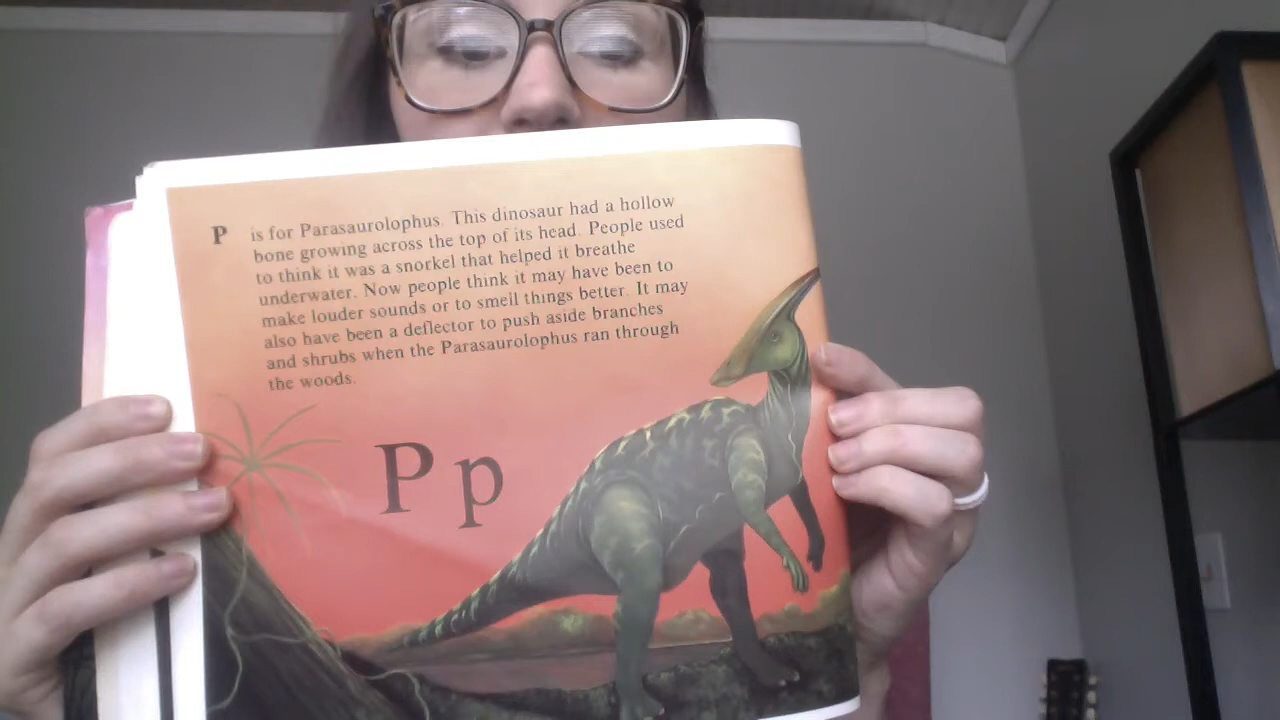 P is for Parasaurolophus. This dinosaur had a hollow
bone growing across the top of its head. People used
to think it was a snorkel that helped it breathe
underwater. Now people think it may have been to
make louder sounds or to smell things better. It may
also have been a deflector to push aside branches
and shrubs when the Parasaurolophus ran through
the woods.
P p